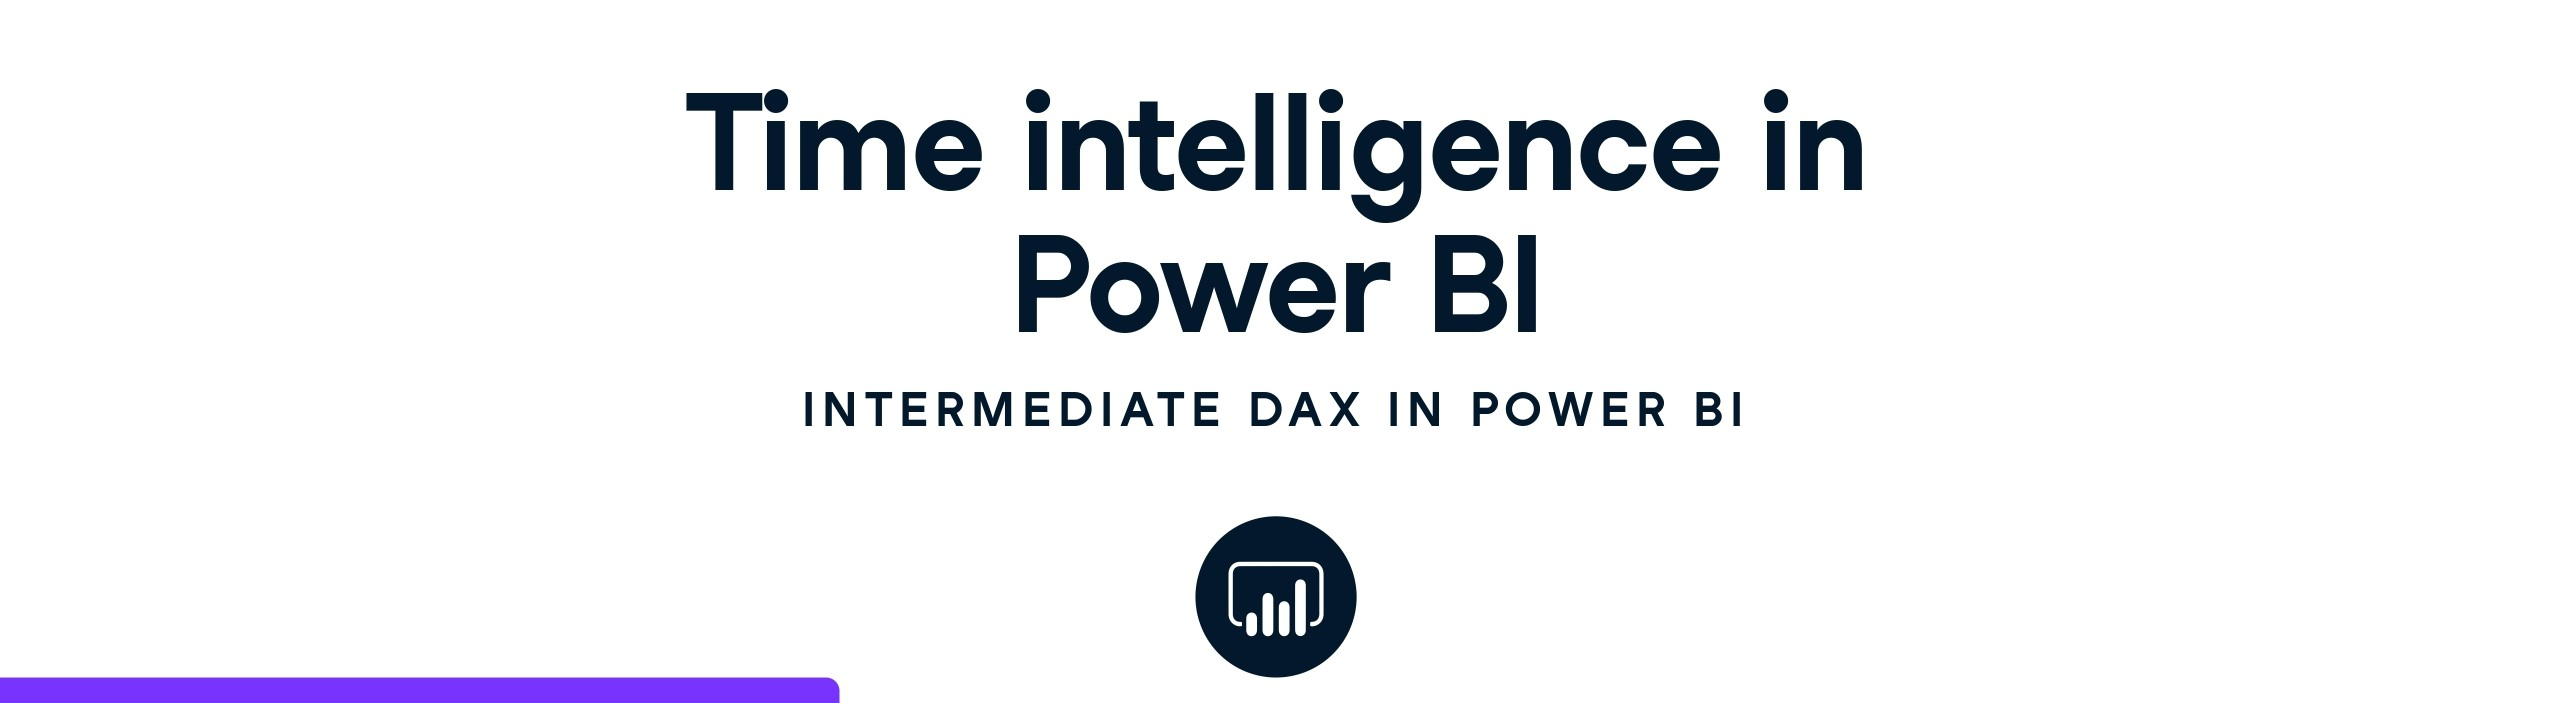 Time intelligence in
Power BI
INTERMEDIATE DAX IN POWER BI